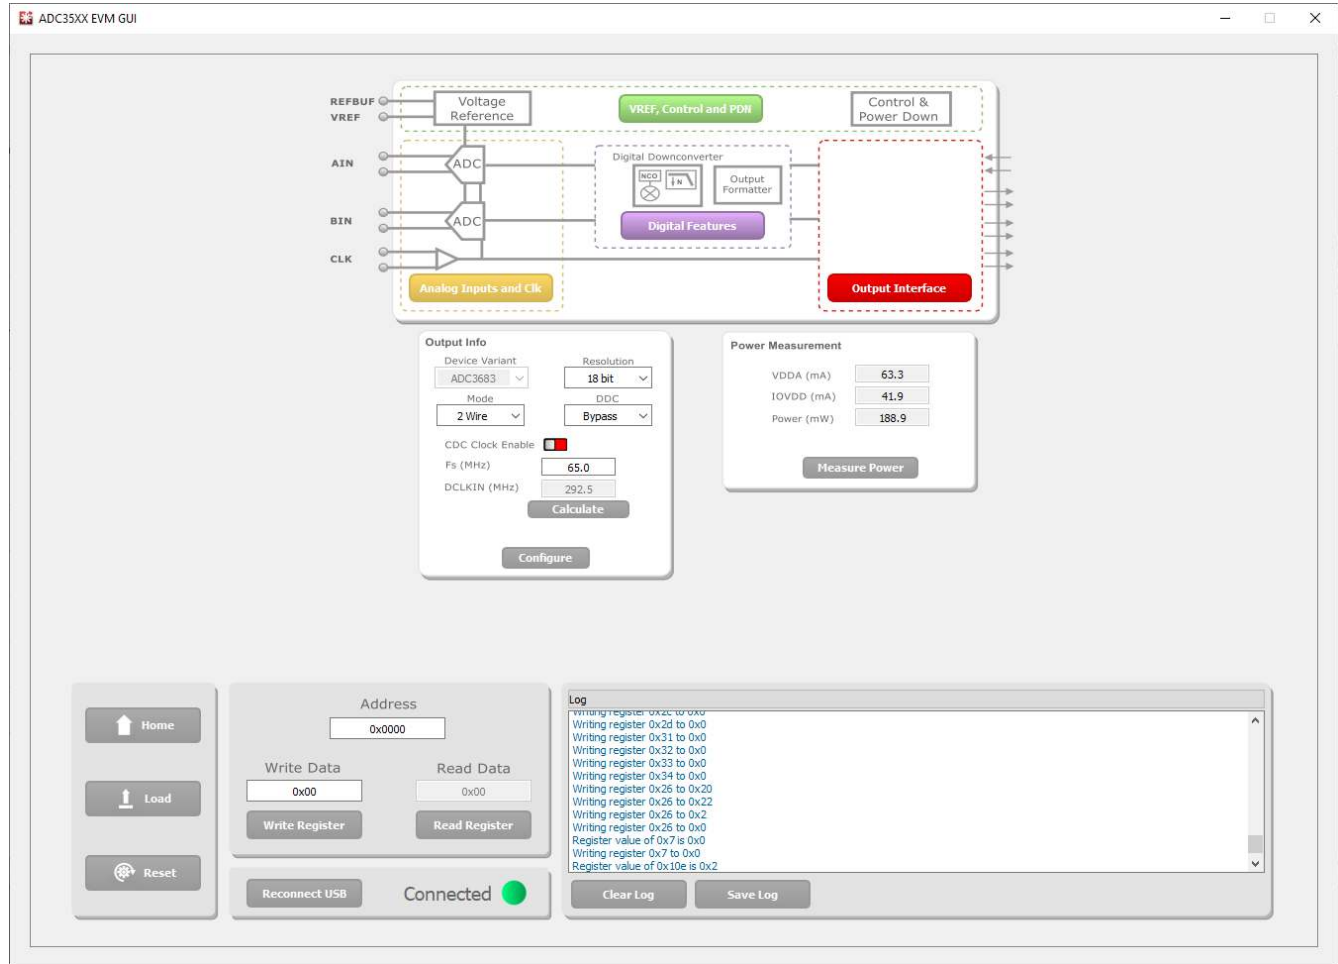 ADC35XX EVM GUI
REFBUF
VREF
Voltage
Reference
VREF, Control and PDN
Control &
Power Down
AIN
ADC
Digital Downconverter
NCO
N
Output
Formatter
BIN
ADC
Digital Features
CLK
Analog Inputs and Clk
Output Interface
Output Info
Device Variant
Resolution
ADC3683
18 bit
Mode
DDC
2 Wire
Bypass
CDC Clock Enable
Fs (MHz)
65.0
DCLKIN (MHz)
292.5
Calculate
Configure
Power Measurement
VDDA (mA)
63.3
IOVDD (mA)
41.9
Power (mW)
188.9
Measure Power
Home
Load
Reset
Address
0x0000
Write Data
Read Data
0x00
0x00
Write Register
Read Register
Reconnect USB
Connected
Log
Writing register 0x2c to 0x0
Writing register 0x2d to 0x0
Writing register 0x31 to 0x0
Writing register 0x32 to 0x0
Writing register 0x33 to 0x0
Writing register 0x34 to 0x0
Writing register 0x26 to 0x20
Writing register 0x26 to 0x22
Writing register 0x26 to 0x2
Writing register 0x26 to 0x0
Register value of 0x7 is 0x0
Writing register 0x7 to 0x0
Register value of 0x10e is 0x2
Clear Log
Save Log